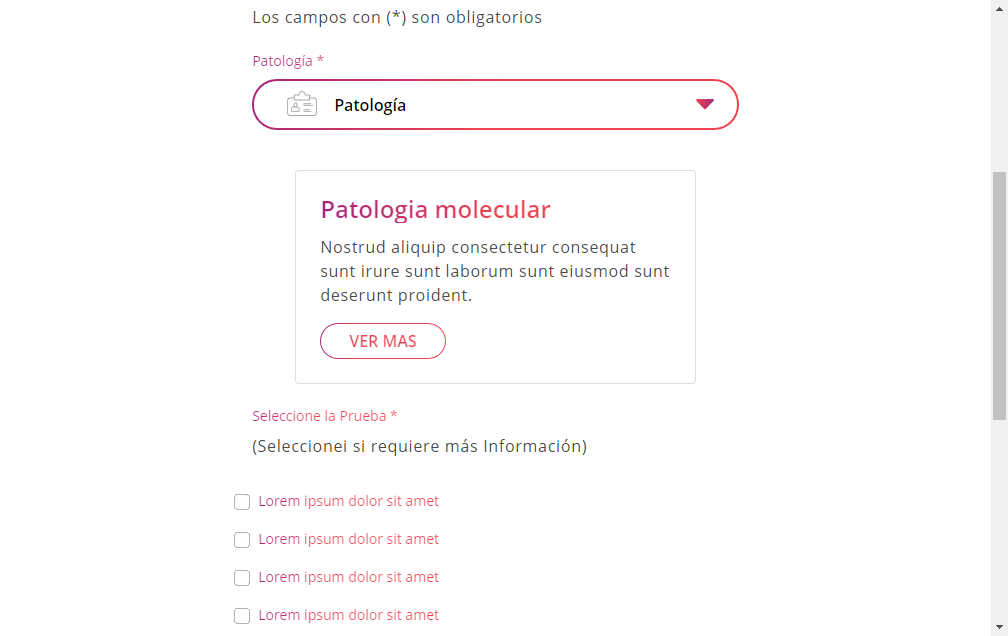 Los campos con (*) son obligatorios
Patología *
Patología
Patologia molecular
Nostrud aliquip consectetur consequat
sunt irure sunt laborum sunt eiusmod sunt
deserunt proident.
VER MAS
Seleccione la Prueba *
(Seleccionei si requiere más Información)
Lorem ipsum dolor sit amet
Lorem ipsum dolor sit amet
Lorem ipsum dolor sit amet
Lorem ipsum dolor sit amet